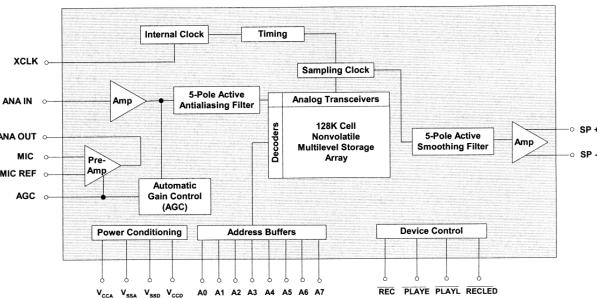 Internal Clock
Timing
XCLK
Sampling Clock
ANA IN
Amp
5-Pole Active
Antialiasing Filter
Analog Transceivers
Decoders
128K Cell
Nonvolatile
Multilevel Storage
Array
5-Pole Active
Smoothing Filter
Amp
SP +
SP -
ANA OUT
MIC
MIC REF
Pre-
Amp
AGC
Automatic
Gain Control
(AGC)
Power Conditioning
Address Buffers
Device Control
VCCA VSSA VSSD VCCD A0 A1 A2 A3 A4 A5 A6 A7 REC PLAYE PLAYL RECLED